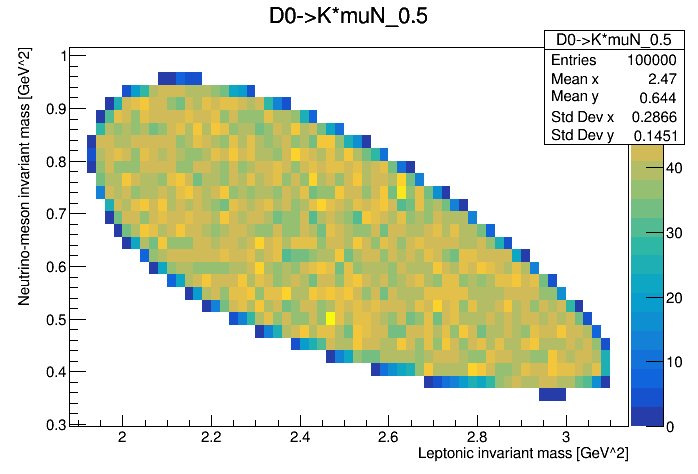 D0->K*muN_0.5
D0->K*muN_0.5
Entries 100000
Mean x 2.47
Mean y 0.644
Std Dev x 0.2866
Std Dev y 0.1451
Neutrino-meson invariant mass [GeV^2]
1
0.9
0.8
0.7
0.6
0.5
0.4
0.3
2
2.2
2.4
2.6
2.8
3
Leptonic invariant mass [GeV^2]
40
30
20
10
0